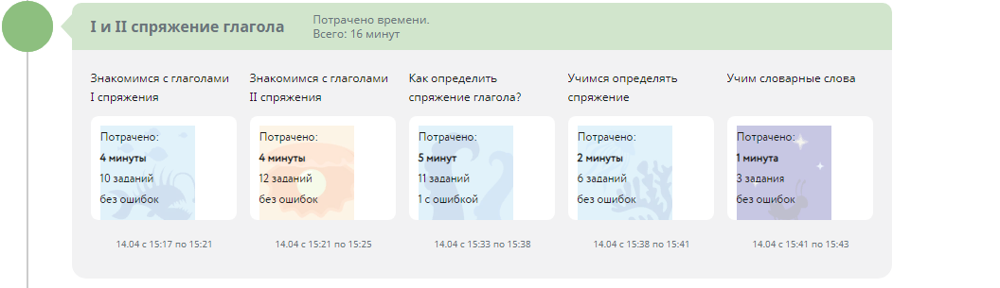 I и II спряжение глагола
Потрачено времени.
Всего: 16 минут
Знакомимся с глаголами
I спряжения
Потрачено:
4 минуты
10 заданий
без ошибок
14.04 с 15:17 по 15:21
Знакомимся с глаголами
II спряжения
Потрачено:
4 минуты
12 заданий
без ошибок
14.04 с 15:21 по 15:25
Как определить
спряжение глагола?
Потрачено:
5 минут
11 заданий
1 с ошибкой
14.04 с 15:33 по 15:38
Учимся определять
спряжение
Потрачено:
2 минуты
6 заданий
без ошибок
14.04 с 15:38 по 15:41
Учим словарные слова
Потрачено:
1 минута
3 задания
без ошибок
14.04 с 15:41 по 15:43